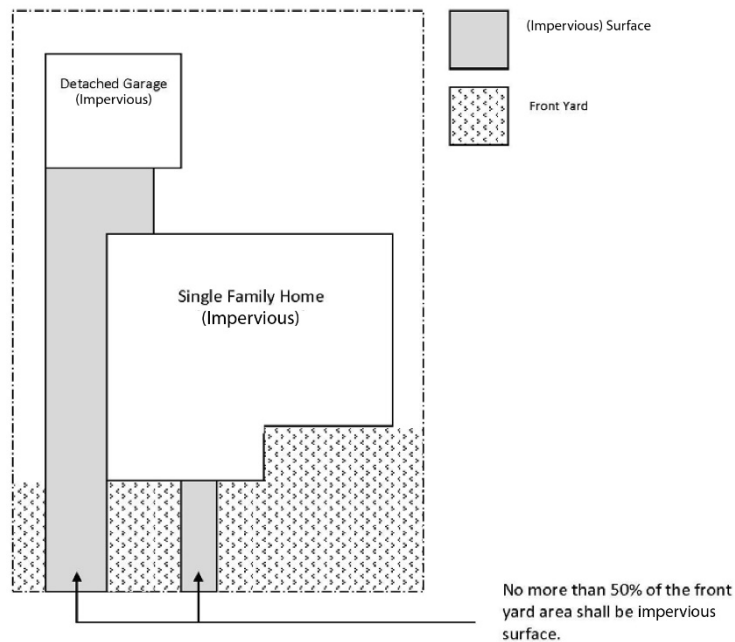 (Impervious) Surface
Front Yard
Detached Garage
(Impervious)
Single Family Home
(Impervious)
No more than 50% of the front
yard area shall be impervious
surface.